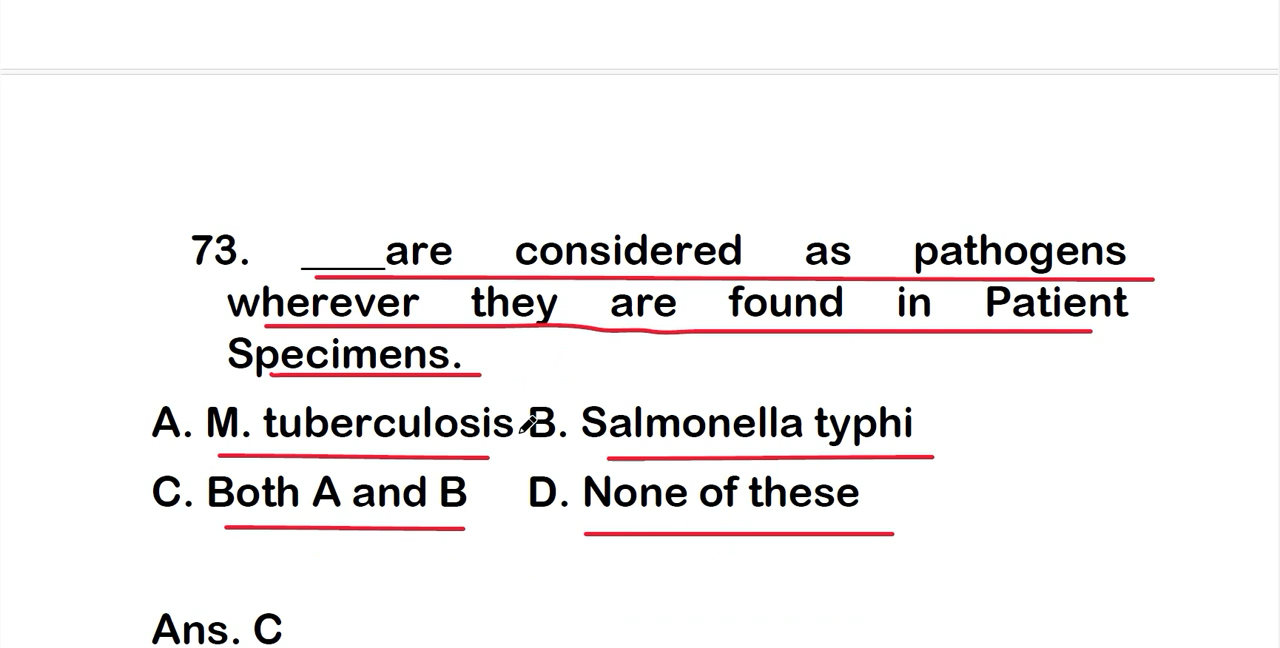 73. ____are considered as pathogens
wherever they are found in Patient
Specimens.
A. M. tuberculosis B. Salmonella typhi
C. Both A and B D. None of these
Ans. C